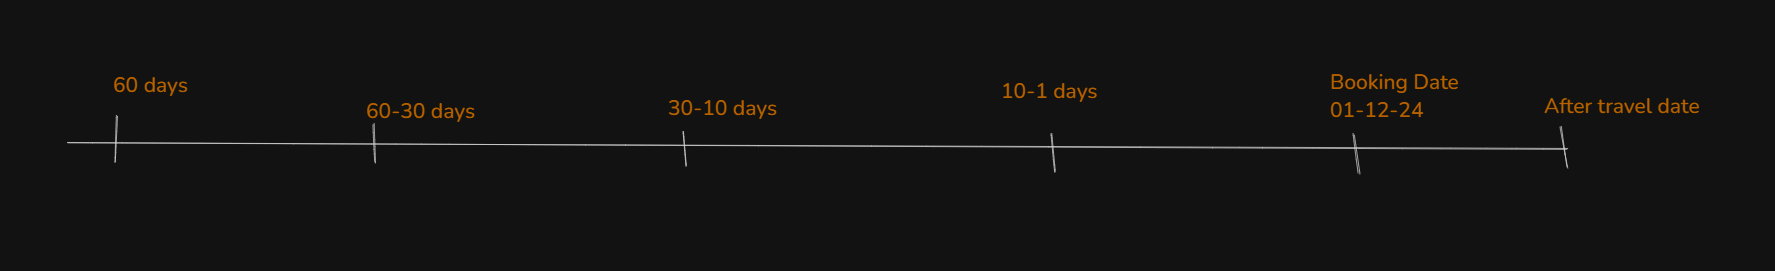 60 days
60-30 days
30-10 days
10-1 days
Booking Date
01-12-24
After travel date